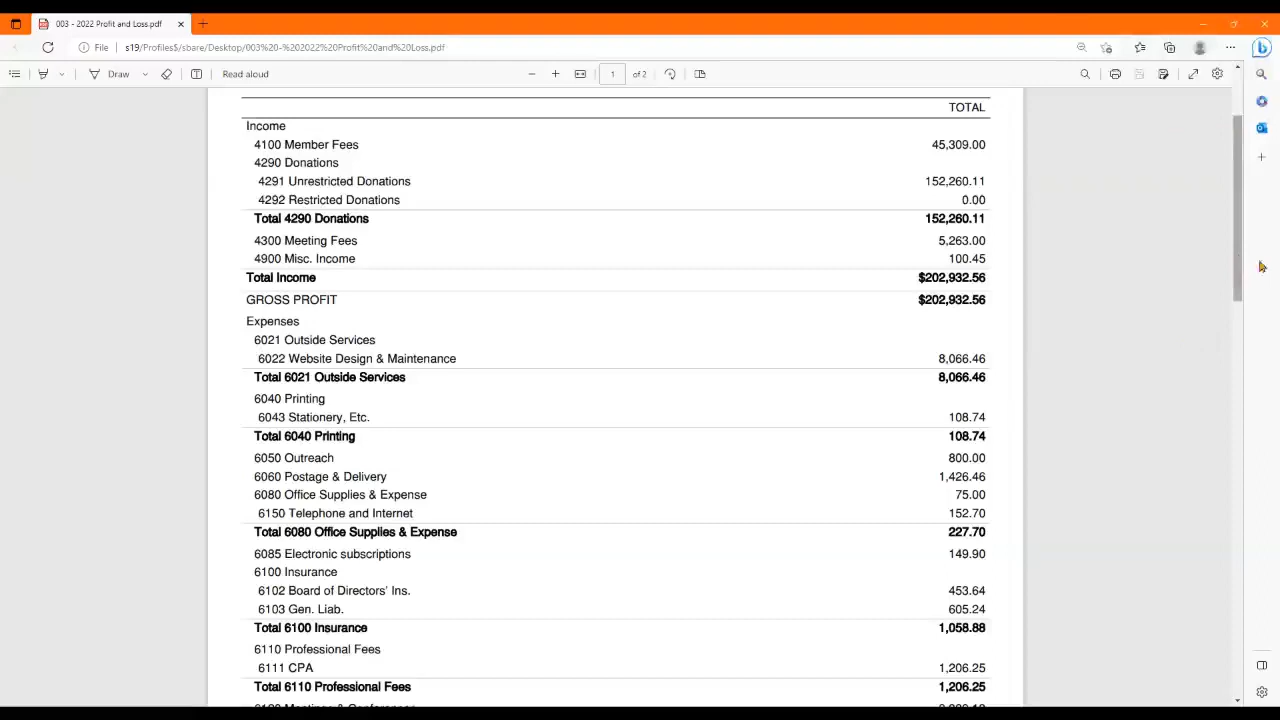 003 - 2022 Profit and Loss.pdf
File s19/Profiles$/sbare/Desktop/003%20-%202022%20Profit%20and%20Loss.pdf
Draw Read aloud 1 of 2
TOTAL
Income
4100 Member Fees 45,309.00
4290 Donations
4291 Unrestricted Donations 152,260.11
4292 Restricted Donations 0.00
Total 4290 Donations 152,260.11
4300 Meeting Fees 5,263.00
4900 Misc. Income 100.45
Total Income $202,932.56
GROSS PROFIT $202,932.56
Expenses
6021 Outside Services
6022 Website Design & Maintenance 8,066.46
Total 6021 Outside Services 8,066.46
6040 Printing
6043 Stationery, Etc. 108.74
Total 6040 Printing 108.74
6050 Outreach 800.00
6060 Postage & Delivery 1,426.46
6080 Office Supplies & Expense 75.00
6150 Telephone and Internet 152.70
Total 6080 Office Supplies & Expense 227.70
6085 Electronic subscriptions 149.90
6100 Insurance
6102 Board of Directors' Ins. 453.64
6103 Gen. Liab. 605.24
Total 6100 Insurance 1,058.88
6110 Professional Fees
6111 CPA 1,206.25
Total 6110 Professional Fees 1,206.25